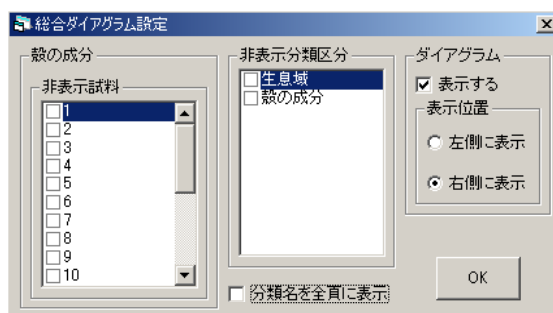 総合ダイアグラム設定
殻の成分
非表示試料
1
2
3
4
5
6
7
8
9
10
非表示分類区分
生息域
殻の成分
分類名を全頁に表示
ダイアグラム
表示する
表示位置
左側に表示
右側に表示
OK